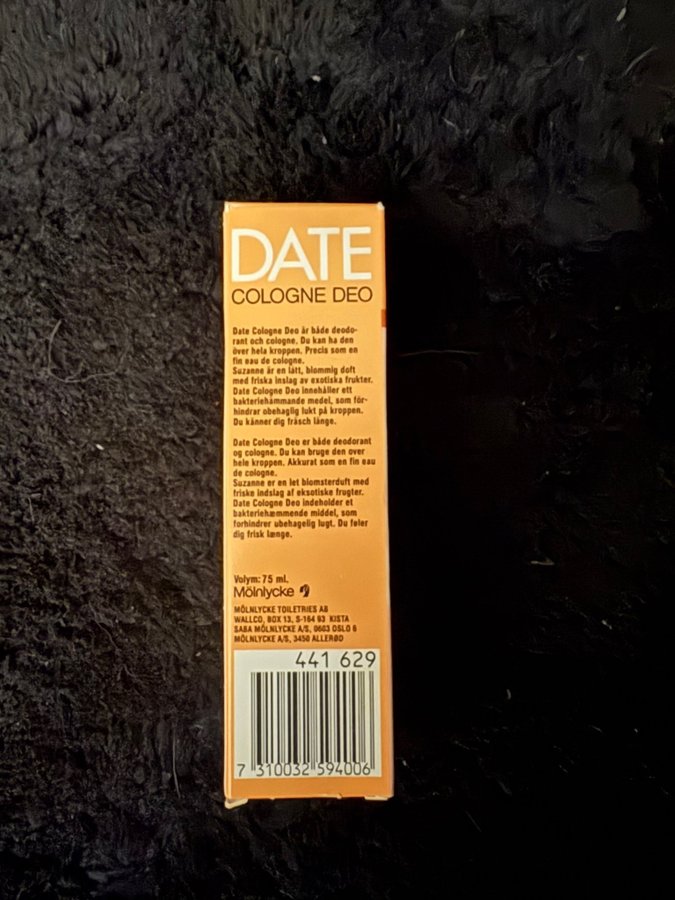 DATE
COLOGNE DEO
Date Cologne Deo är både deodo-
rant och cologne. Du kan ha den
över hela kroppen. Precis som en
fin eau de cologne.
Suzanne är en lätt, blommig doft
med friska inslag av exotiska frukter.
Date Cologne Deo innehåller ett
bakteriehämmande medel, som för-
hindrar obehaglig lukt på kroppen.
Du känner dig fräsch länge.
Date Cologne Deo er både deodorant
og cologne. Du kan bruge den over
hele kroppen. Akkurat som en fin eau
de cologne.
Suzanne er en let blomsterduft med
friske indslag af eksotiske frugter.
Date Cologne Deo indeholder et
bakteriehæmmende middel, som
forhindrer ubehagelig lugt. Du føler
dig frisk længe.
Volym: 75 ml.
Mölnlycke
MÖLNLYCKE TOILETRIES AB
WALLCO, BOX 13, S-164 93 KISTA
SABA MÖLNLYCKE A/S, 0603 OSLO 6
MÖLNLYCKE A/S, 3450 ALLERØD
441 629
7 310032 594006